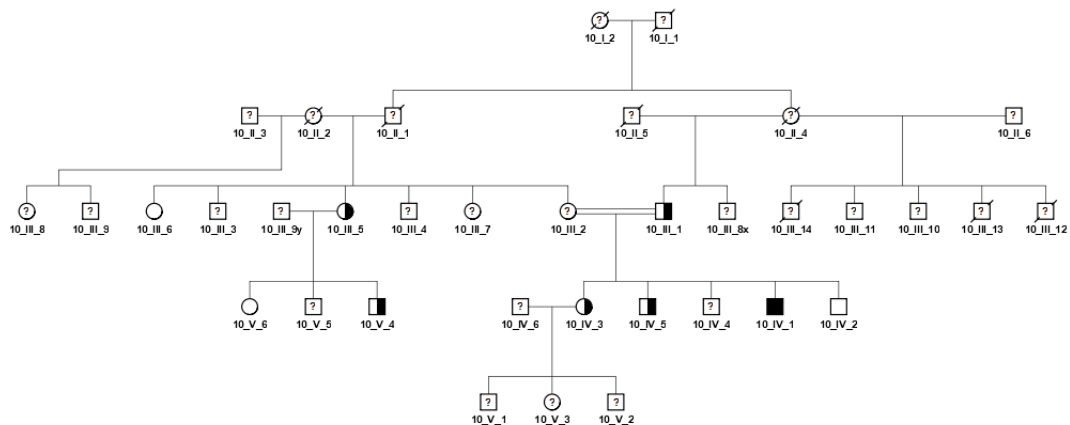 ? ?
10_I_2 10_I_1
? ? ? ? ? ?
10_II_3 10_II_2 10_II_1 10_II_5 10_II_4 10_II_6
? ? ? ? ? ? ? ? ? ? ? ? ?
10_III_8 10_III_9 10_III_6 10_III_3 10_III_9y 10_III_5 10_III_4 10_III_7 10_III_2 10_III_1 10_III_8x 10_III_14 10_III_11 10_III_10 10_III_13 10_III_12
? ? ?
10_V_6 10_V_5 10_V_4 10_IV_6 10_IV_3 10_IV_5 10_IV_4 10_IV_1 10_IV_2
? ? ?
10_V_1 10_V_3 10_V_2